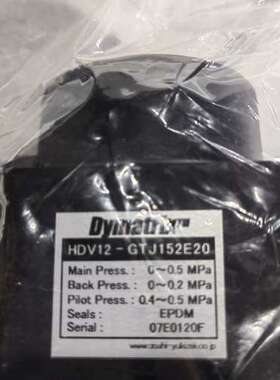 Dymatrix
HDV12-GTJ152E20
Main Press. : 0~0.5 MPa
Back Press. : 0~0.2 MPa
Pilot Press. : 0.4~0.5 MPa
Seals : EPDM
Serial : 07E0120F
www.asahi-yukizai.co.jp